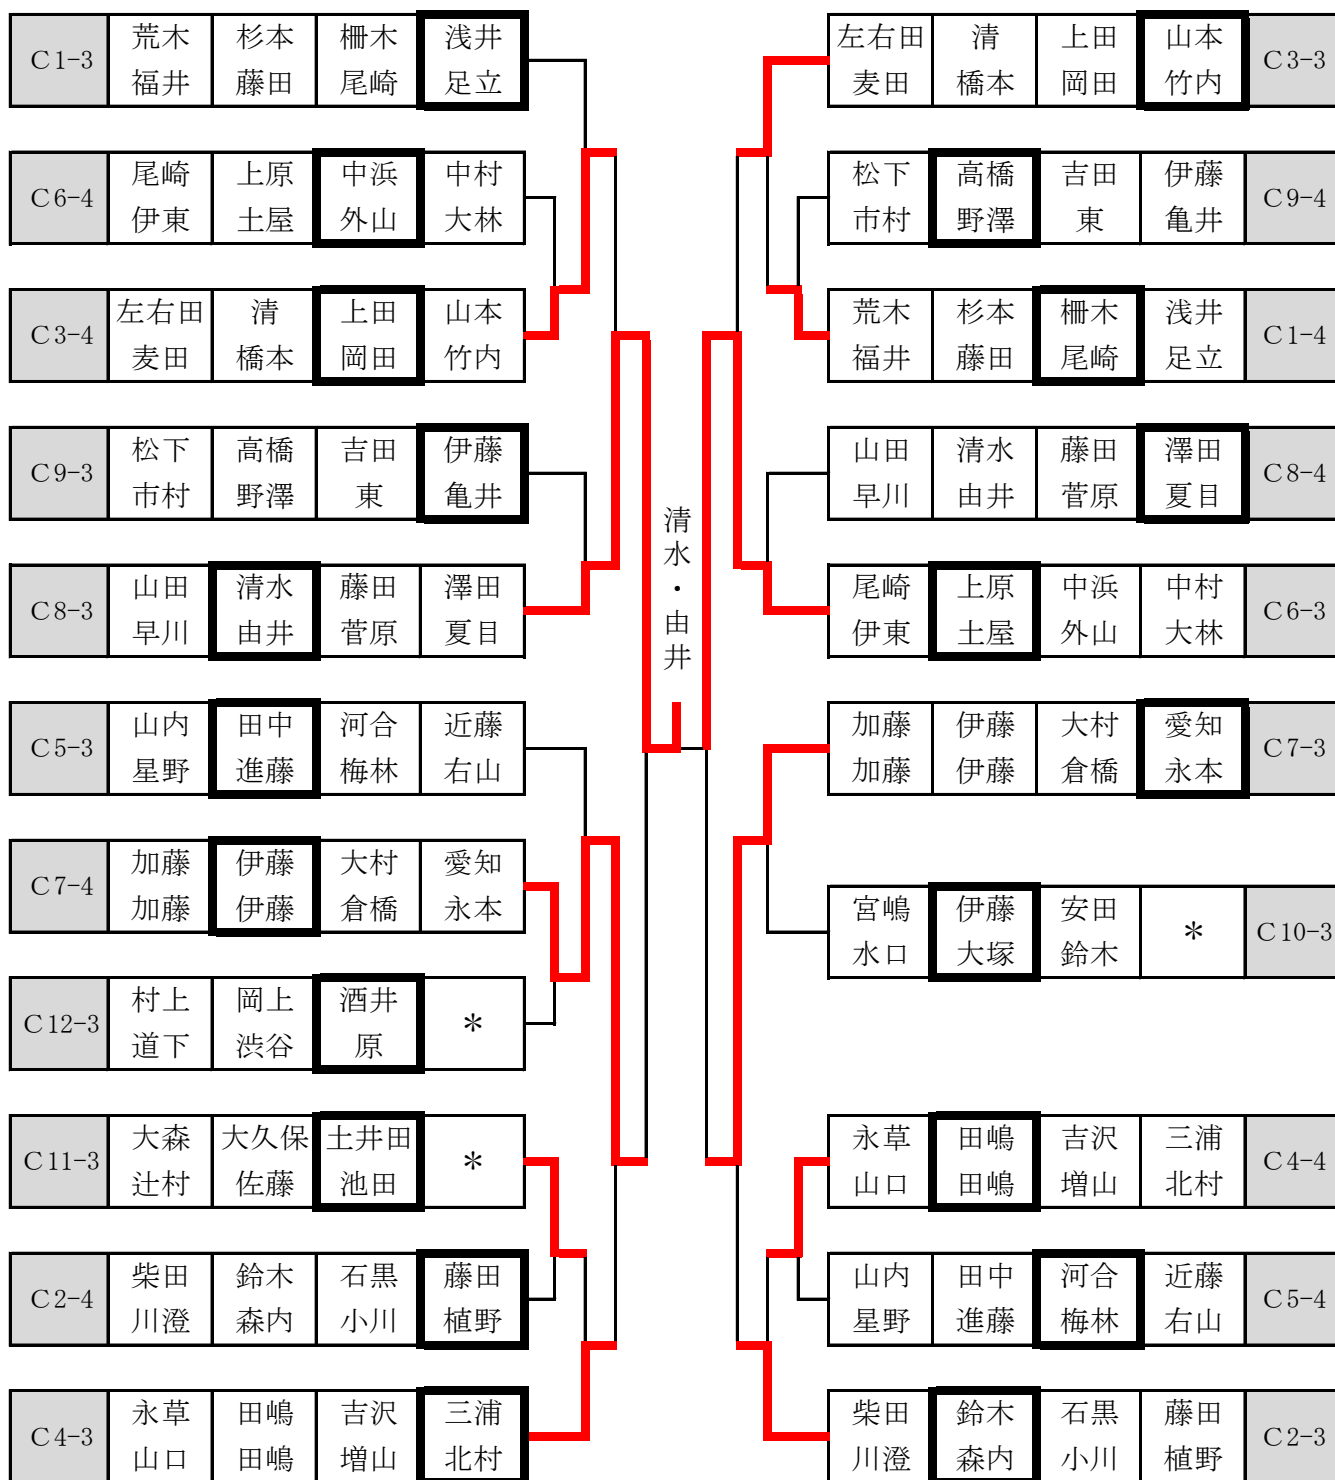 C1-3 荒木 杉本 柵木 浅井
福井 藤田 尾崎 足立
C6-4 尾崎 上原 中浜 中村
伊東 土屋 外山 大林
C3-4 左右田 清 上田 山本
麦田 橋本 岡田 竹内
C9-3 松下 高橋 吉田 伊藤
市村 野澤 東 亀井
C8-3 山田 清水 藤田 澤田
早川 由井 菅原 夏目
C5-3 山内 田中 河合 近藤
星野 進藤 梅林 右山
C7-4 加藤 伊藤 大村 愛知
加藤 伊藤 倉橋 永本
C12-3 村上 岡上 酒井 *
道下 渋谷 原
C11-3 大森 大久保 土井田 *
辻村 佐藤 池田
C2-4 柴田 鈴木 石黒 藤田
川澄 森内 小川 植野
C4-3 永草 田嶋 吉沢 三浦
山口 田嶋 増山 北村
清水・由井
左右田 清 上田 山本 C3-3
麦田 橋本 岡田 竹内
松下 高橋 吉田 伊藤 C9-4
市村 野澤 東 亀井
荒木 杉本 柵木 浅井 C1-4
福井 藤田 尾崎 足立
山田 清水 藤田 澤田 C8-4
早川 由井 菅原 夏目
尾崎 上原 中浜 中村 C6-3
伊東 土屋 外山 大林
加藤 伊藤 大村 愛知 C7-3
加藤 伊藤 倉橋 永本
宮嶋 伊藤 安田 * C10-3
水口 大塚 鈴木
永草 田嶋 吉沢 三浦 C4-4
山口 田嶋 増山 北村
山内 田中 河合 近藤 C5-4
星野 進藤 梅林 右山
柴田 鈴木 石黒 藤田 C2-3
川澄 森内 小川 植野